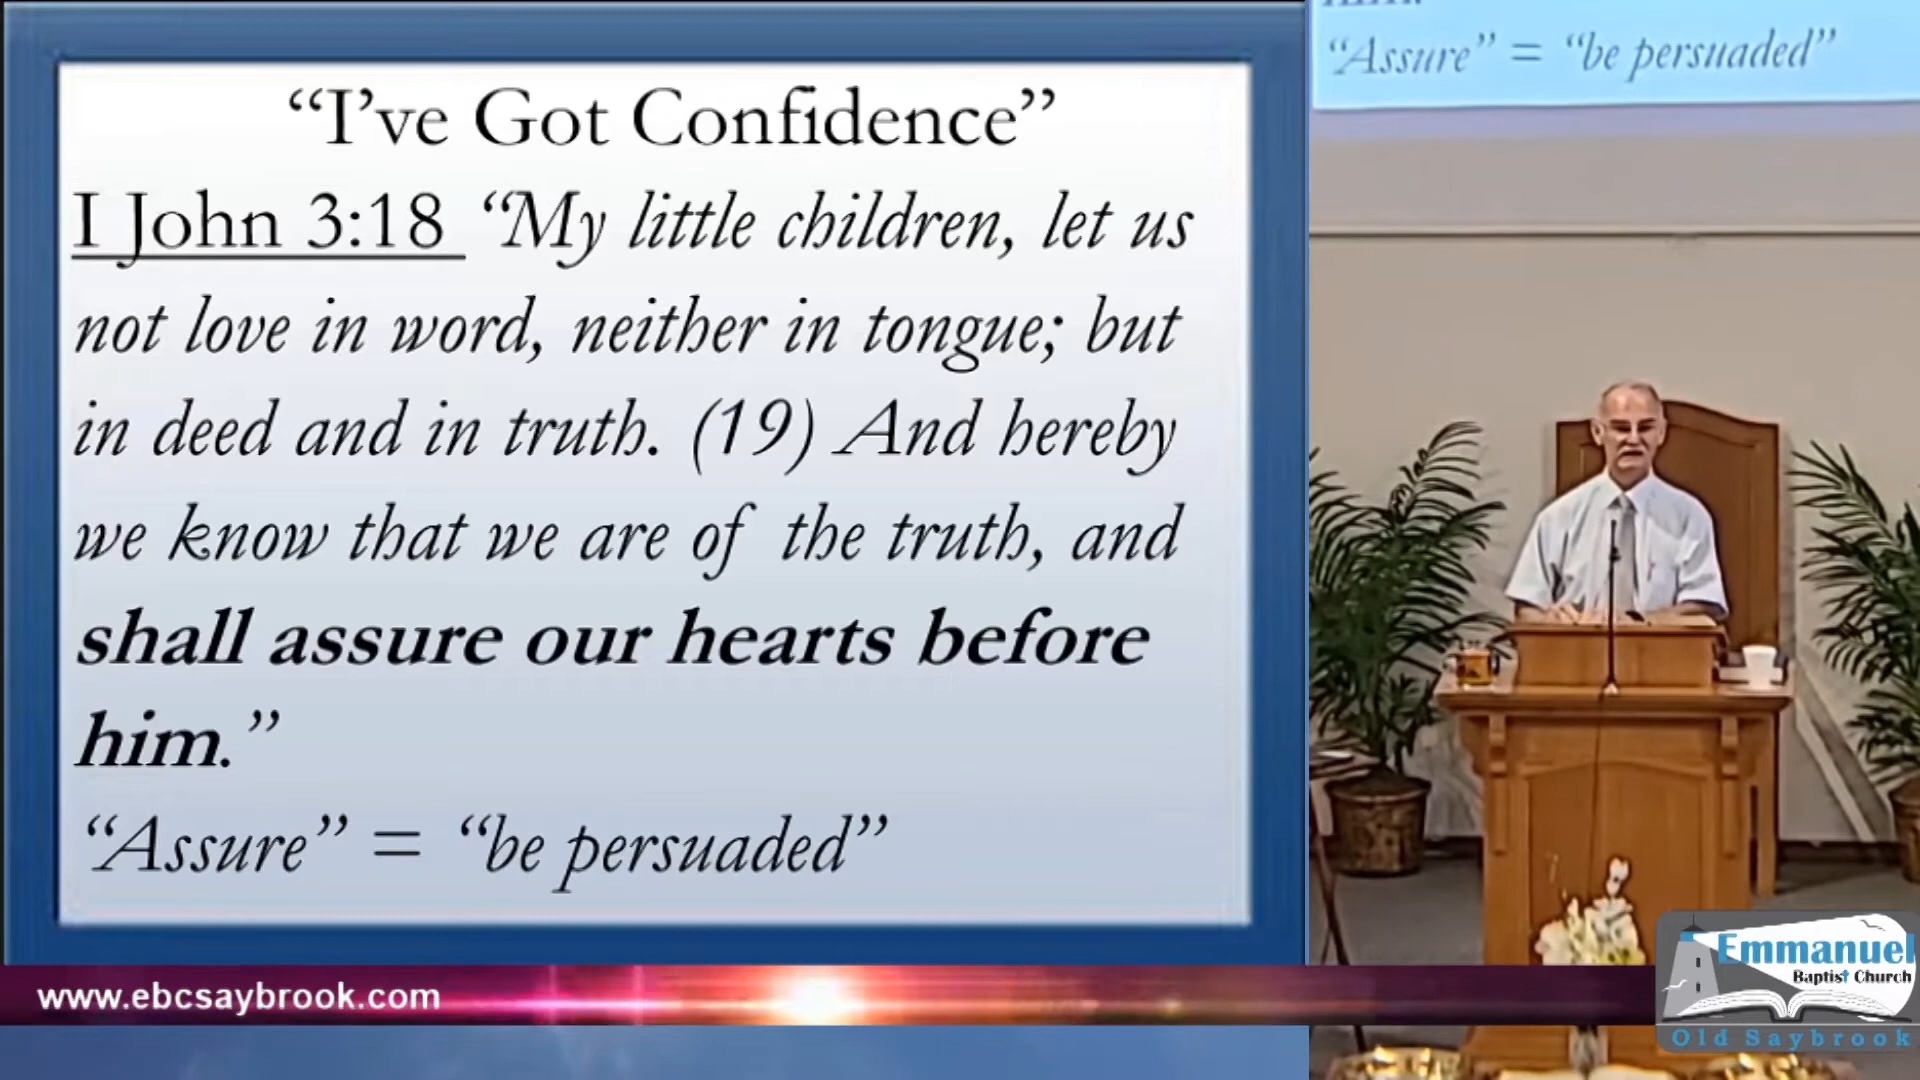 “I’ve Got Confidence”
I John 3:18 “My little children, let us
not love in word, neither in tongue; but
in deed and in truth. (19) And hereby
we know that we are of the truth, and
shall assure our hearts before
him.”
“Assure” = “be persuaded”
“Assure” = “be persuaded”
www.ebcsaybrook.com
Emmanuel
Baptist Church
Old Saybrook